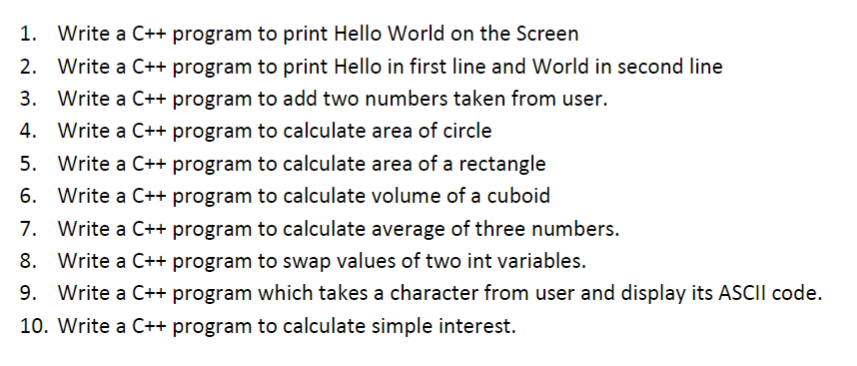 1. Write a C++ program to print Hello World on the Screen
2. Write a C++ program to print Hello in first line and World in second line
3. Write a C++ program to add two numbers taken from user.
4. Write a C++ program to calculate area of circle
5. Write a C++ program to calculate area of a rectangle
6. Write a C++ program to calculate volume of a cuboid
7. Write a C++ program to calculate average of three numbers.
8. Write a C++ program to swap values of two int variables.
9. Write a C++ program which takes a character from user and display its ASCII code.
10. Write a C++ program to calculate simple interest.